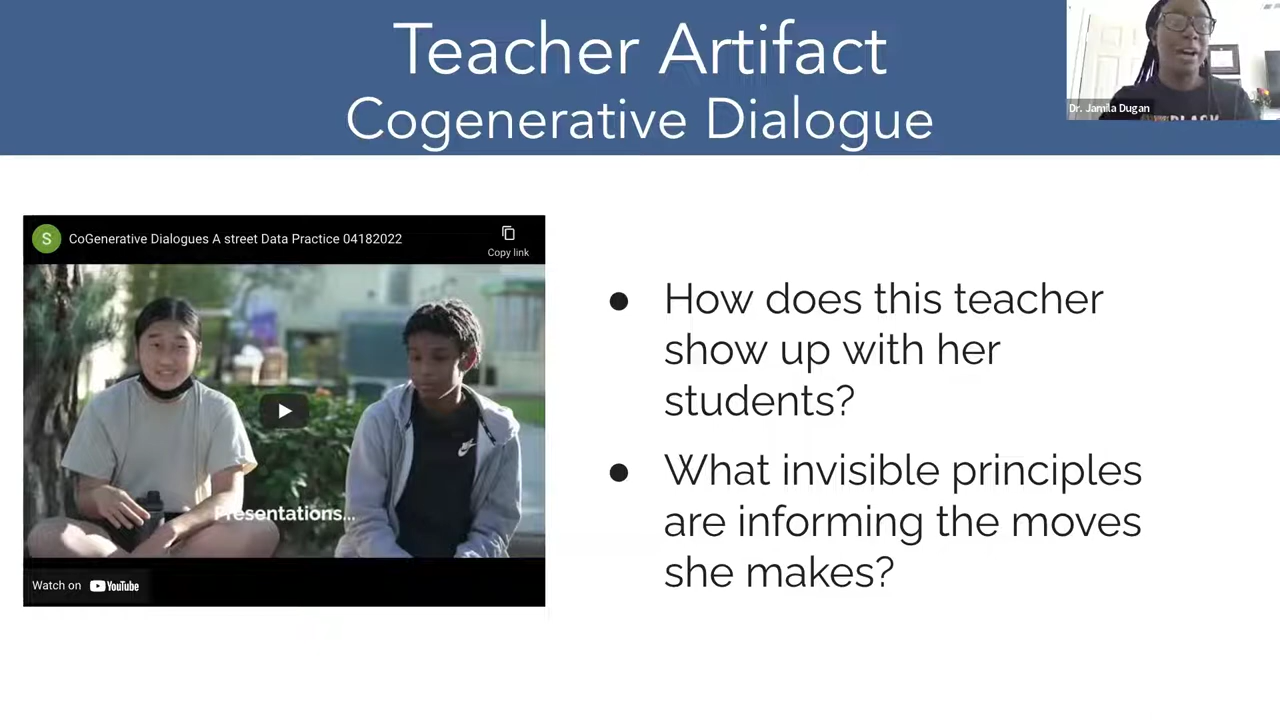 Teacher Artifact
Cogenerative Dialogue
Dr. Jamila Dugan
BLACK
S
CoGenerative Dialogues A street Data Practice 04182022
Copy link
Presentations...
Watch on YouTube
● How does this teacher
show up with her
students?
● What invisible principles
are informing the moves
she makes?